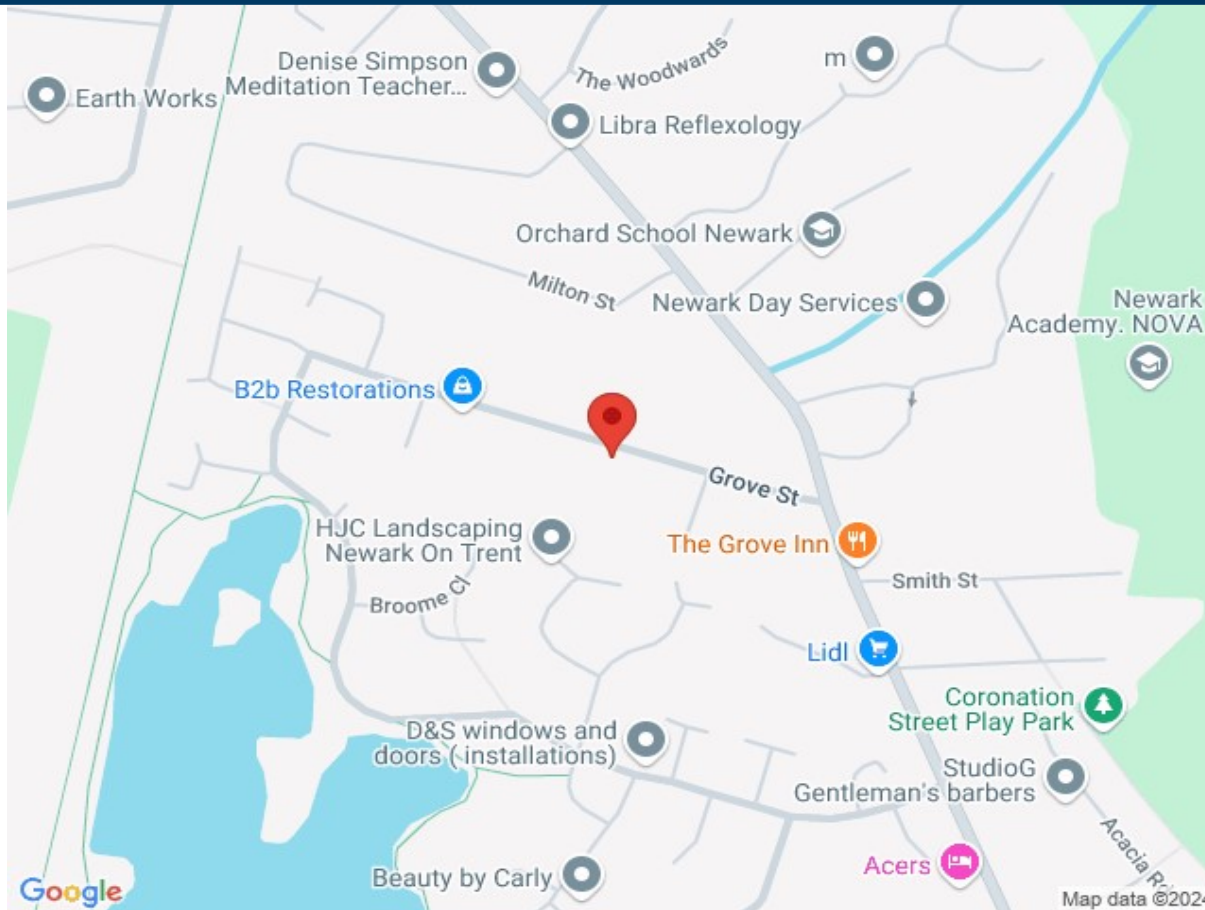 Denise Simpson
Meditation Teacher...
The Woodwards
m
Earth Works
Libra Reflexology
Orchard School Newark
Milton St
Newark Day Services
Newark
Academy. NOVA
B2b Restorations
Grove St
HJC Landscaping
Newark On Trent
The Grove Inn
Smith St
Broome Cl
Lidl
Coronation
Street Play Park
D&S windows and
doors ( installations)
StudioG
Gentleman's barbers
Acacia Rd
Acers
Beauty by Carly
Google
Map data ©2024